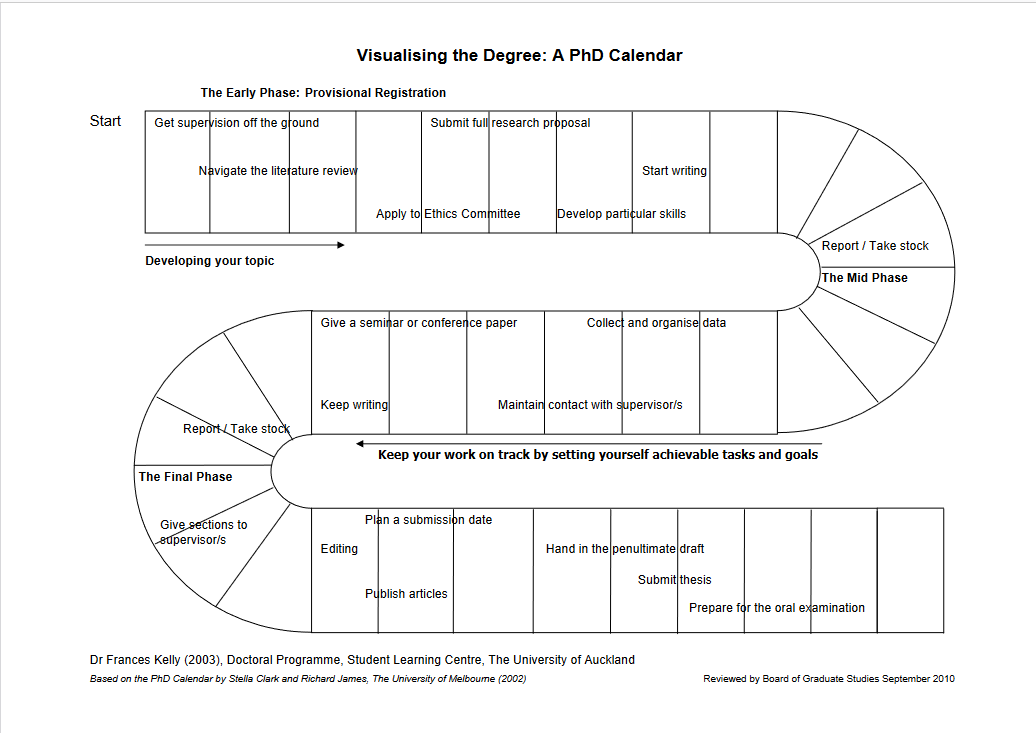 Visualising the Degree: A PhD Calendar
The Early Phase: Provisional Registration
Start
Get supervision off the ground
Submit full research proposal
Navigate the literature review
Start writing
Apply to Ethics Committee
Develop particular skills
Developing your topic
Report / Take stock
The Mid Phase
Give a seminar or conference paper
Collect and organise data
Keep writing
Maintain contact with supervisor/s
Keep your work on track by setting yourself achievable tasks and goals
Report / Take stock
The Final Phase
Give sections to
supervisor/s
Plan a submission date
Editing
Hand in the penultimate draft
Submit thesis
Publish articles
Prepare for the oral examination
Dr Frances Kelly (2003), Doctoral Programme, Student Learning Centre, The University of Auckland
Based on the PhD Calendar by Stella Clark and Richard James, The University of Melbourne (2002)
Reviewed by Board of Graduate Studies September 2010